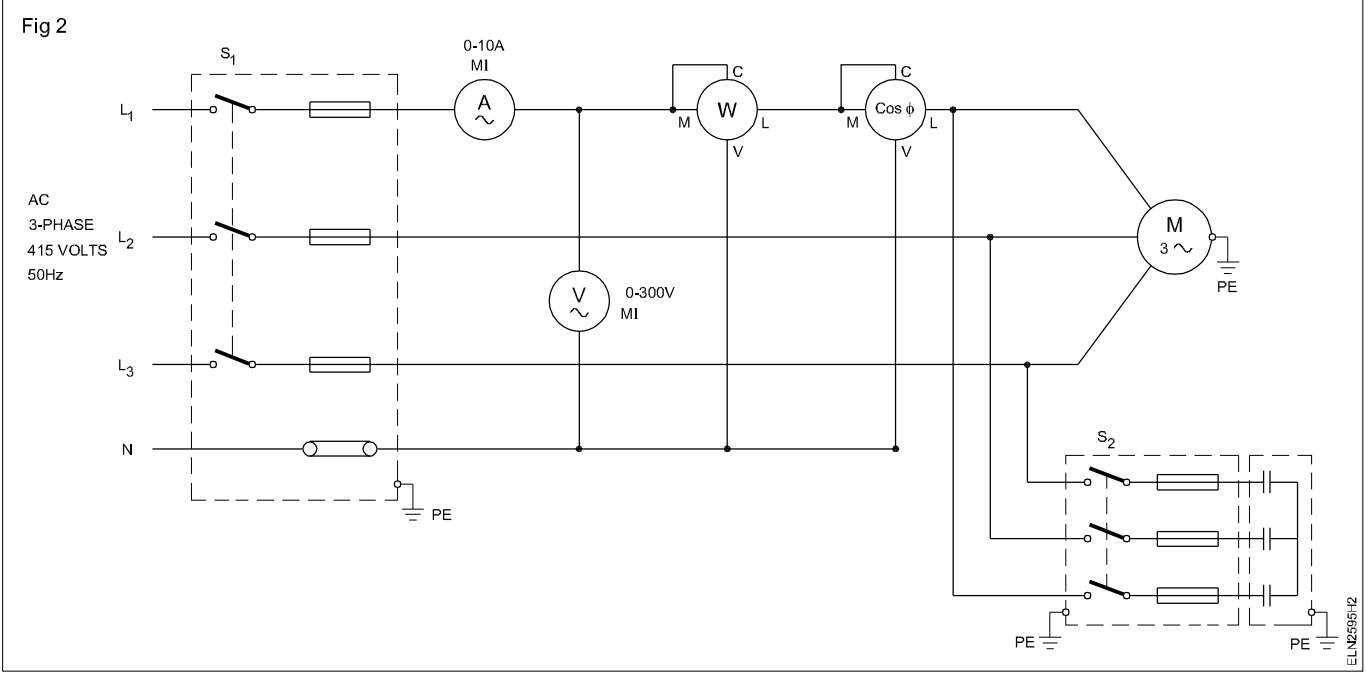 Fig 2
S1
0-10A
MI
A
C
W
M
L
V
C
Cos ϕ
M
L
V
L1
AC
3-PHASE
415 VOLTS
50Hz
L2
M
3
PE
V
0-300V
MI
L3
N
PE
S2
PE
PE
ELN2595H2